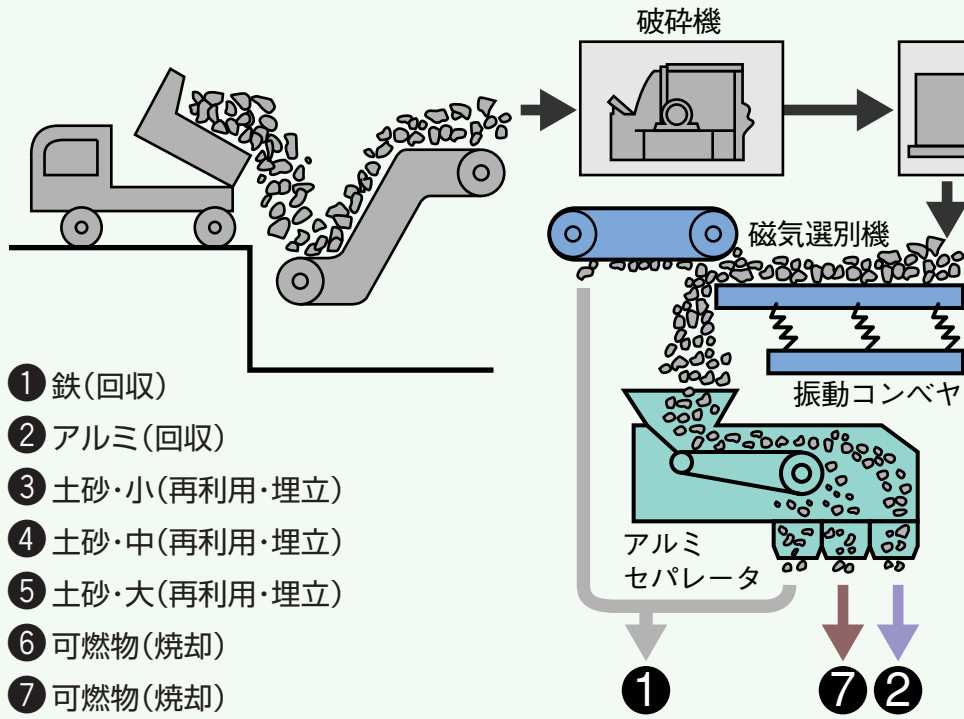 破砕機
磁気選別機
振動コンベヤ
アルミ
セパレータ
❶鉄(回収)
❷アルミ(回収)
❸土砂･小(再利用･埋立)
❹土砂･中(再利用･埋立)
❺土砂･大(再利用･埋立)
❻可燃物(焼却)
❼可燃物(焼却)
❶ ❼ ❷